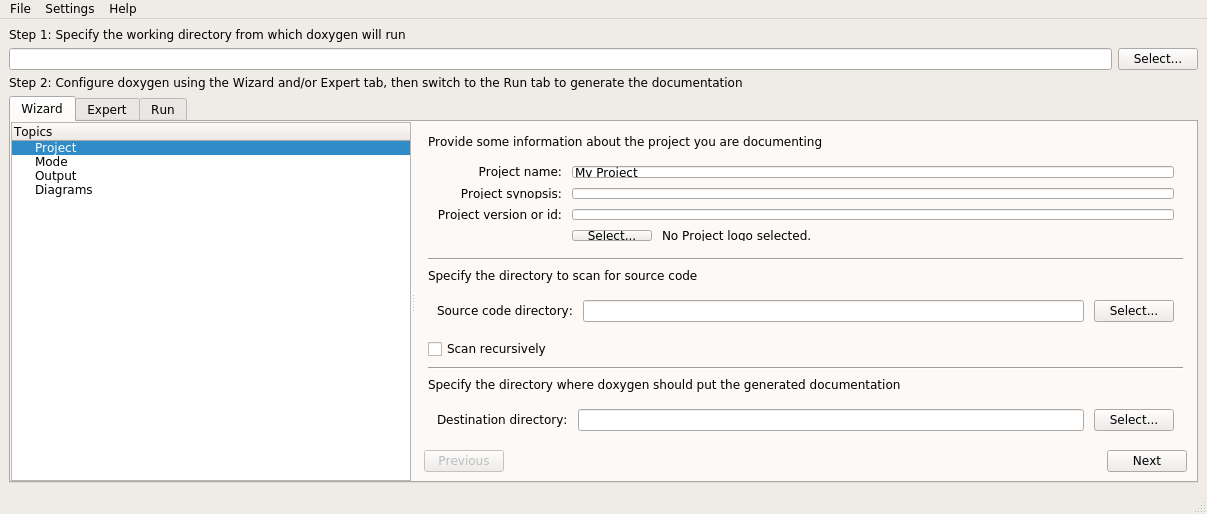 File Settings Help
Step 1: Specify the working directory from which doxygen will run
Select...
Step 2: Configure doxygen using the Wizard and/or Expert tab, then switch to the Run tab to generate the documentation
Wizard Expert Run
Topics
Project
Mode
Output
Diagrams
Provide some information about the project you are documenting
Project name: My Project
Project synopsis:
Project version or id:
Select... No Project logo selected.
Specify the directory to scan for source code
Source code directory: Select...
Scan recursively
Specify the directory where doxygen should put the generated documentation
Destination directory: Select...
Previous Next